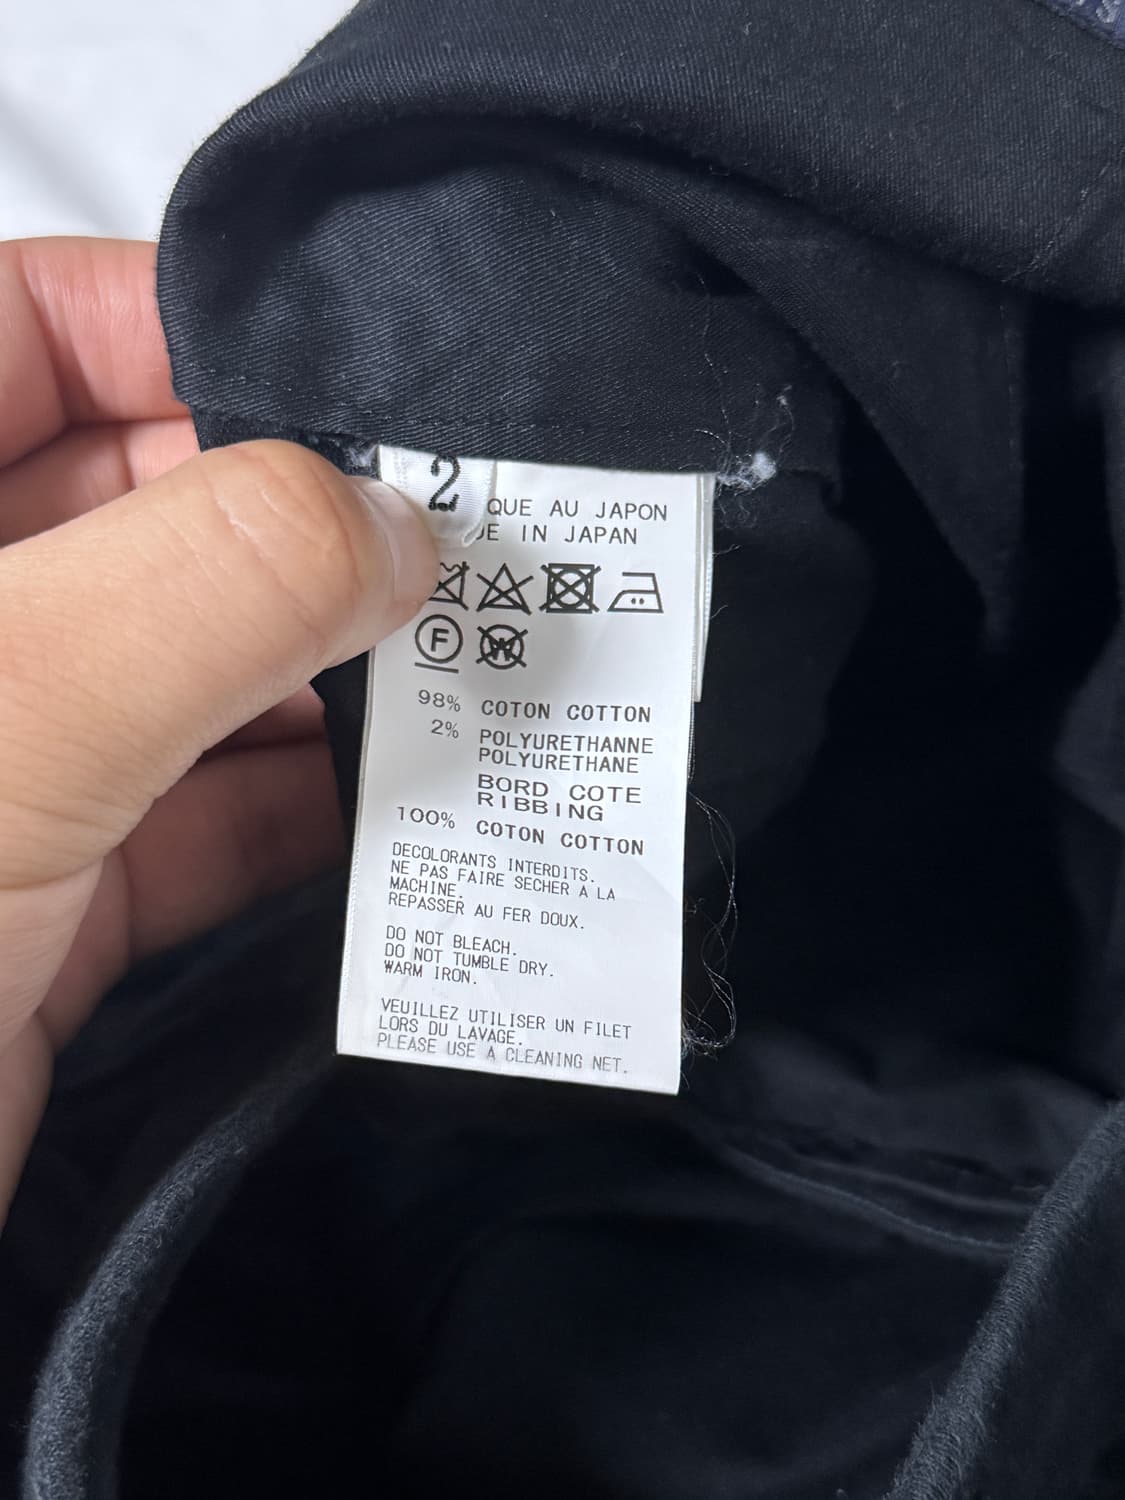 2
QUE AU JAPON
DE IN JAPAN
F
W
98% COTON COTTON
2% POLYURETHANNE
POLYURETHANE
BORD COTE
RIBBING
100% COTON COTTON
DECOLORANTS INTERDITS.
NE PAS FAIRE SECHER A LA
MACHINE.
REPASSER AU FER DOUX.
DO NOT BLEACH.
DO NOT TUMBLE DRY.
WARM IRON.
VEUILLEZ UTILISER UN FILET
LORS DU LAVAGE.
PLEASE USE A CLEANING NET.